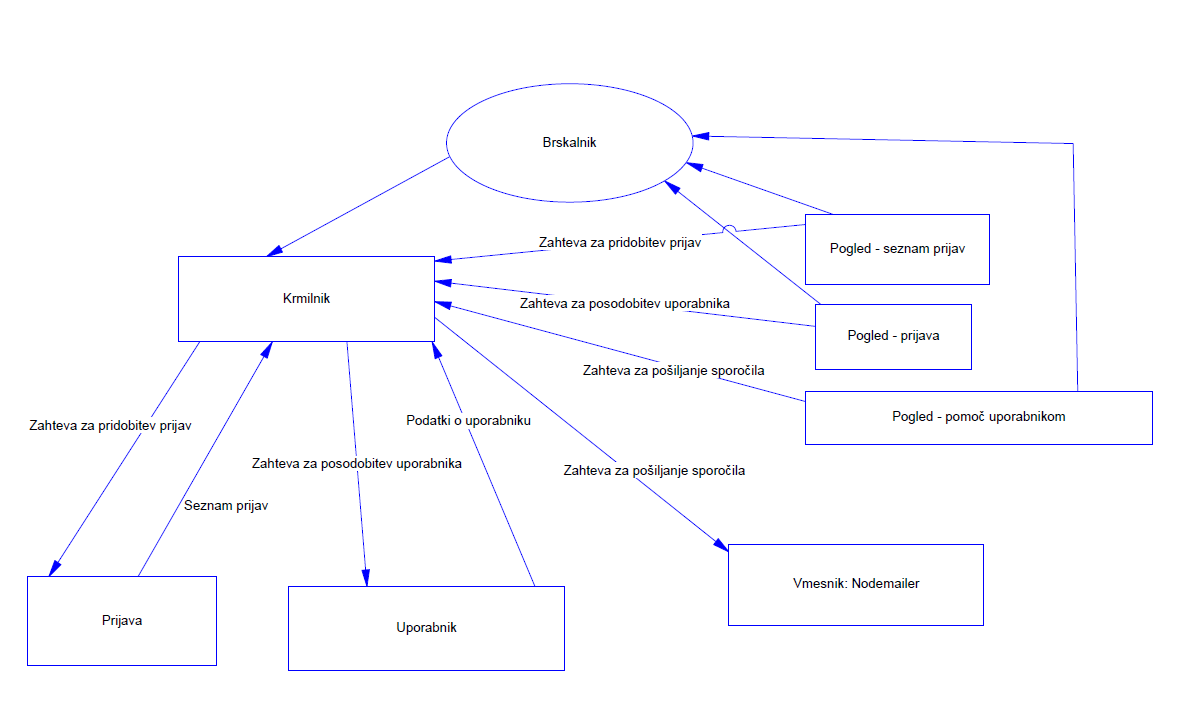 Brskalnik
Zahteva za pridobitev prijav
Pogled - seznam prijav
Krmilnik
Zahteva za posodobitev uporabnika
Pogled - prijava
Zahteva za pošiljanje sporočila
Pogled - pomoč uporabnikom
Zahteva za pridobitev prijav
Podatki o uporabniku
Zahteva za posodobitev uporabnika
Zahteva za pošiljanje sporočila
Seznam prijav
Vmesnik: Nodemailer
Prijava
Uporabnik